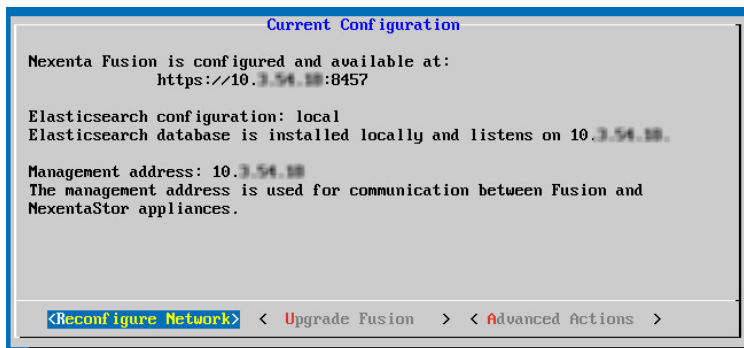 Current Configuration
Nexenta Fusion is configured and available at:
https://10. :8457
Elasticsearch configuration: local
Elasticsearch database is installed locally and listens on 10.
Management address: 10.
The management address is used for communication between Fusion and
NexentaStor appliances.
<Reconfigure Network> < Upgrade Fusion > < Advanced Actions >